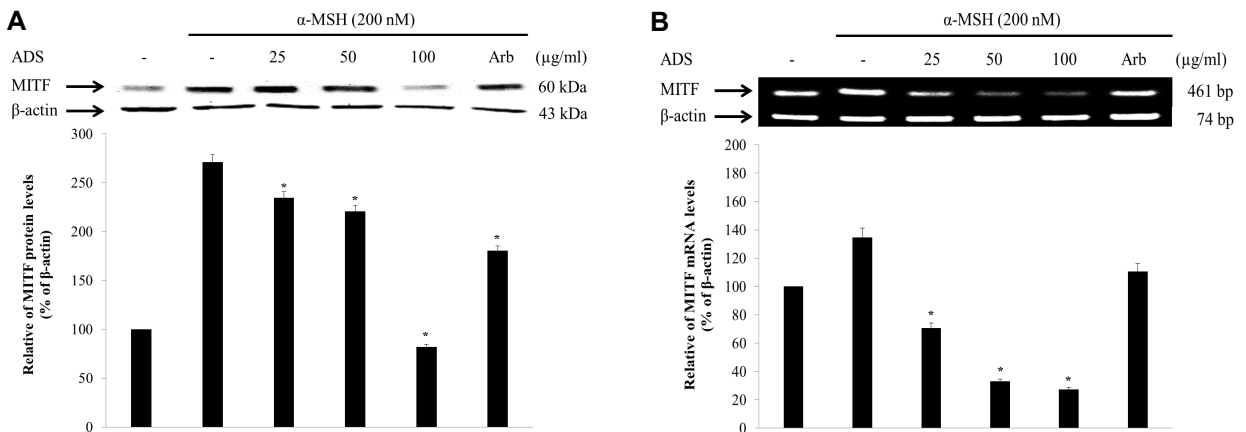 A
α-MSH (200 nM)
ADS - - 25 50 100 Arb (µg/ml)
MITF 60 kDa
β-actin 43 kDa
Relative of MITF protein levels
(% of β-actin)
300
250
200
150
100
50
0
* * * *
B
α-MSH (200 nM)
ADS - - 25 50 100 Arb (µg/ml)
MITF 461 bp
β-actin 74 bp
Relative of MITF mRNA levels
(% of β-actin)
200
180
160
140
120
100
80
60
40
20
0
* * *